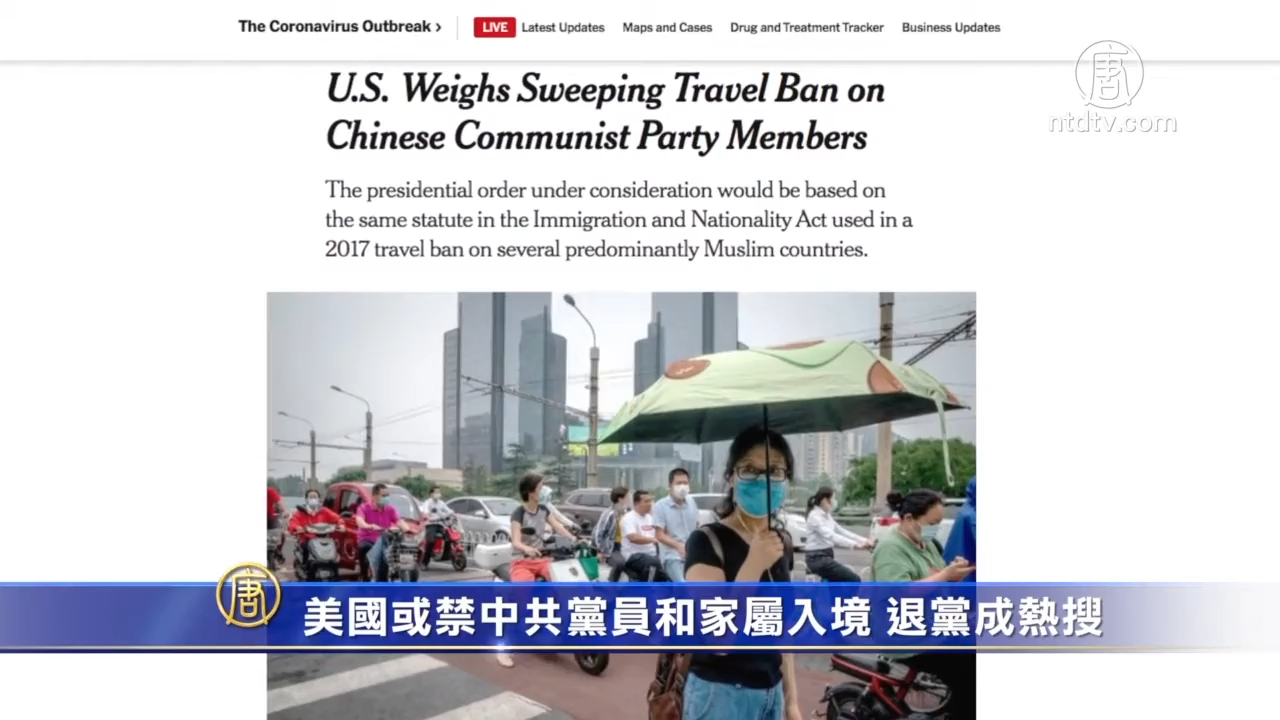 The Coronavirus Outbreak ›
LIVE Latest Updates Maps and Cases Drug and Treatment Tracker Business Updates
唐
ntdtv.com
U.S. Weighs Sweeping Travel Ban on
Chinese Communist Party Members
The presidential order under consideration would be based on
the same statute in the Immigration and Nationality Act used in a
2017 travel ban on several predominantly Muslim countries.
唐
美國或禁中共黨員和家屬入境 退黨成熱搜